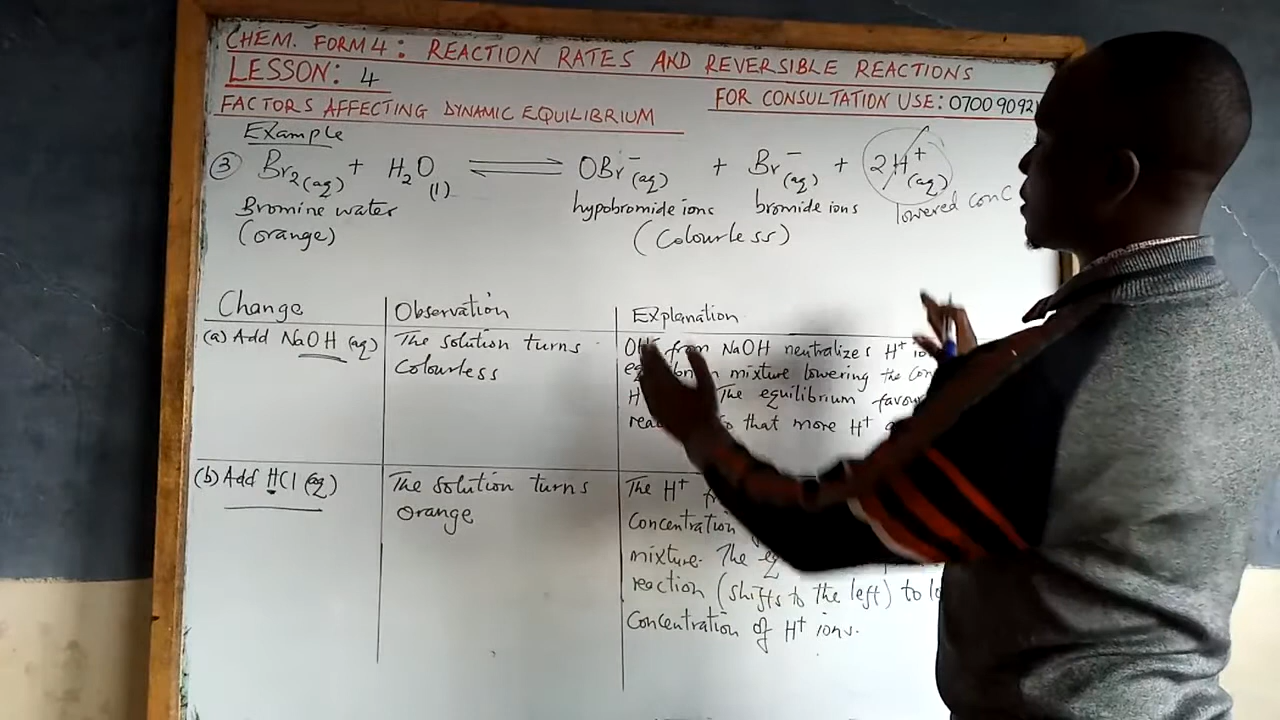 CHEM. FORM 4: REACTION RATES AND REVERSIBLE REACTIONS
LESSON: 4
FACTORS AFFECTING DYNAMIC EQUILIBRIUM
FOR CONSULTATION USE: 0700 9092
Example
③ Br2(aq) + H2O(l) ⇌ OBr⁻(aq) + Br⁻(aq) + 2H⁺(aq)
Bromine water hypobromide ions bromide ions lowered conC
(orange) (Colourless)
Change Observation Explanation
(a) Add NaOH (aq)
The solution turns
Colourless
OH⁻ from NaOH neutralizes H⁺
mixture lowering the
H The equilibrium
that more H⁺
(b) Add HCl (aq)
The solution turns
Orange
The H⁺
Concentration
mixture. The
reaction (shifts to the left) to
Concentration of H⁺ ions.